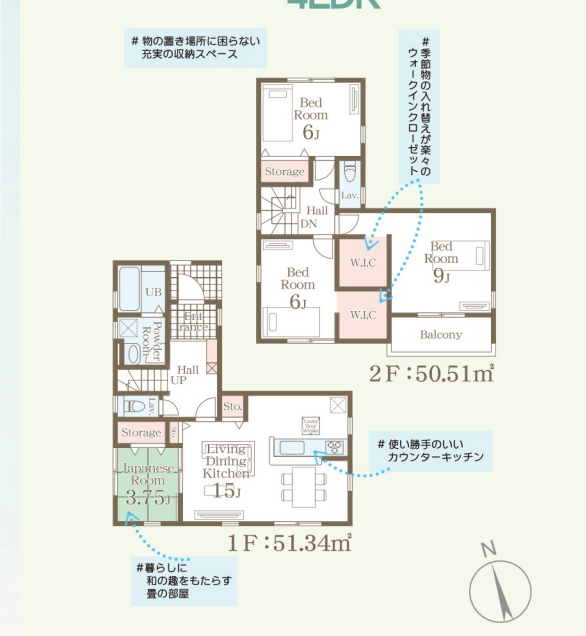 4LDK
# 物の置き場所に困らない
充実の収納スペース
#季節物の入れ替えが楽々の
ウォークインクローゼット
Bed
Room
6J
Storage
Lav.
Hall
DN
Bed
Room
6J
W.I.C
W.I.C
Bed
Room
9J
Balcony
2F:50.51㎡
UB
Powder
Room
Ent
rance
Hall
UP
Lav.
Sto.
Storage
Sto.
Japanese
Room
3.75J
Living
Dining
Kitchen
15J
# 使い勝手のいい
カウンターキッチン
1F:51.34㎡
#暮らしに
和の趣をもたらす
畳の部屋
N